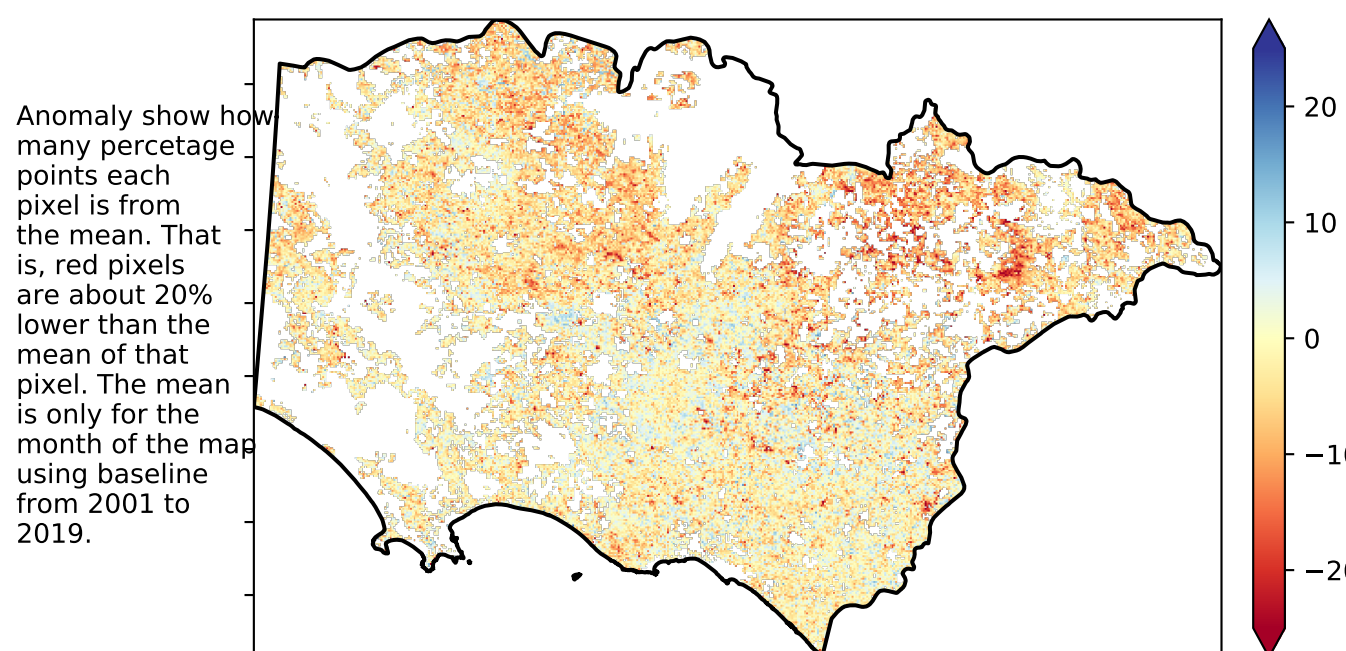 Anomaly show how
many percetage
points each
pixel is from
the mean. That
is, red pixels
are about 20%
lower than the
mean of that
pixel. The mean
is only for the
month of the map
using baseline
from 2001 to
2019.
20
10
0
−10
−20